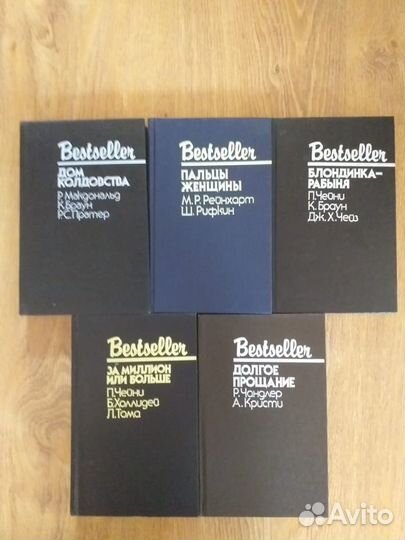 Bestseller
ДОМ
КОЛДОВСТВА
Р. Макдональд
К. Браун
Р.С. Пратер
Bestseller
ПАЛЬЦЫ
ЖЕНЩИНЫ
М. Р. Рейнхарт
Ш. Рифкин
Bestseller
БЛОНДИНКА—
РАБЫНЯ
П. Чейни
К. Браун
Дж. Х. Чейз
Bestseller
ЗА МИЛЛИОН
ИЛИ БОЛЬШЕ
П. Чейни
Б. Холлидей
Л. Тома
Bestseller
ДОЛГОЕ
ПРОЩАНИЕ
Р. Чандлер
А. Кристи
Avito